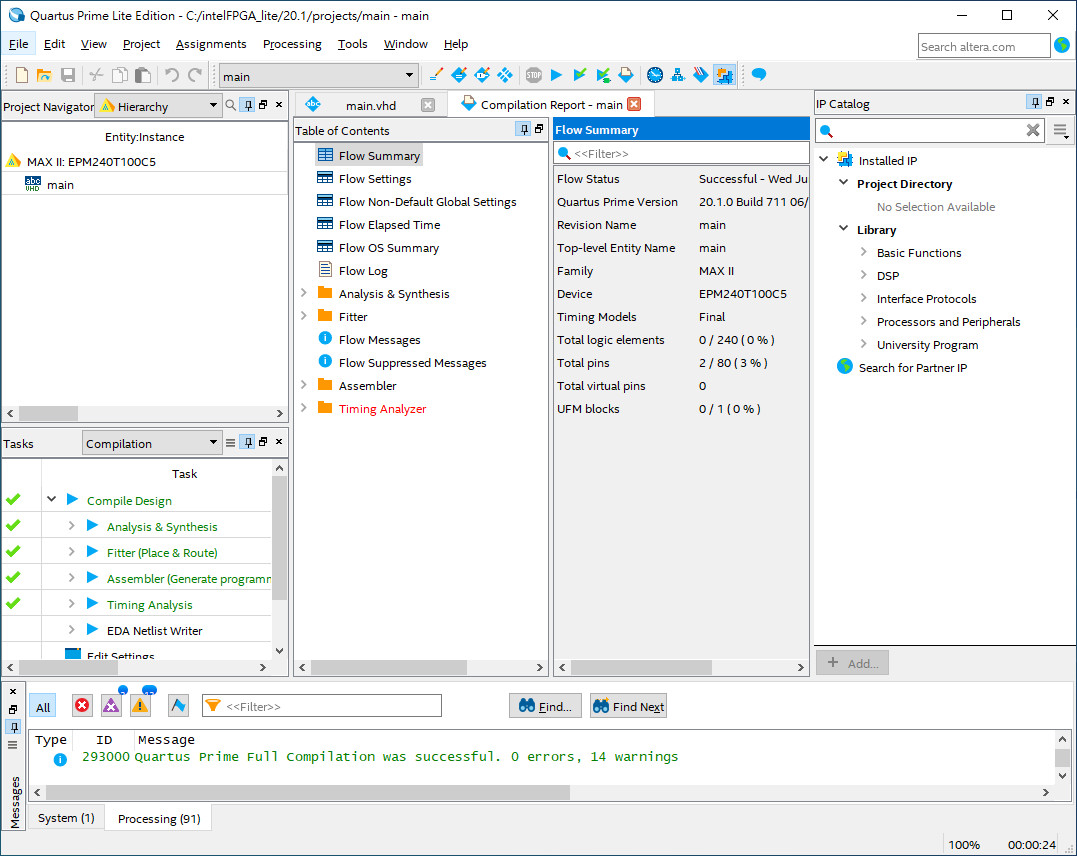 Quartus Prime Lite Edition - C:/intelFPGA_lite/20.1/projects/main - main
File Edit View Project Assignments Processing Tools Window Help
Search altera.com
main
STOP
Project Navigator Hierarchy
Entity:Instance
MAX II: EPM240T100C5
abc VHD main
Tasks Compilation
Task
Compile Design
Analysis & Synthesis
Fitter (Place & Route)
Assembler (Generate programm
Timing Analysis
EDA Netlist Writer
Edit Settings
abc main.vhd Compilation Report - main
Table of Contents
Flow Summary
Flow Settings
Flow Non-Default Global Settings
Flow Elapsed Time
Flow OS Summary
Flow Log
Analysis & Synthesis
Fitter
Flow Messages
Flow Suppressed Messages
Assembler
Timing Analyzer
Flow Summary
<<Filter>>
Flow Status Successful - Wed Ju
Quartus Prime Version 20.1.0 Build 711 06/
Revision Name main
Top-level Entity Name main
Family MAX II
Device EPM240T100C5
Timing Models Final
Total logic elements 0 / 240 ( 0 % )
Total pins 2 / 80 ( 3 % )
Total virtual pins 0
UFM blocks 0 / 1 ( 0 % )
IP Catalog
Installed IP
Project Directory
No Selection Available
Library
Basic Functions
DSP
Interface Protocols
Processors and Peripherals
University Program
Search for Partner IP
+ Add...
Messages
All <<Filter>> Find... Find Next
Type ID Message
293000 Quartus Prime Full Compilation was successful. 0 errors, 14 warnings
System (1) Processing (91)
100% 00:00:24